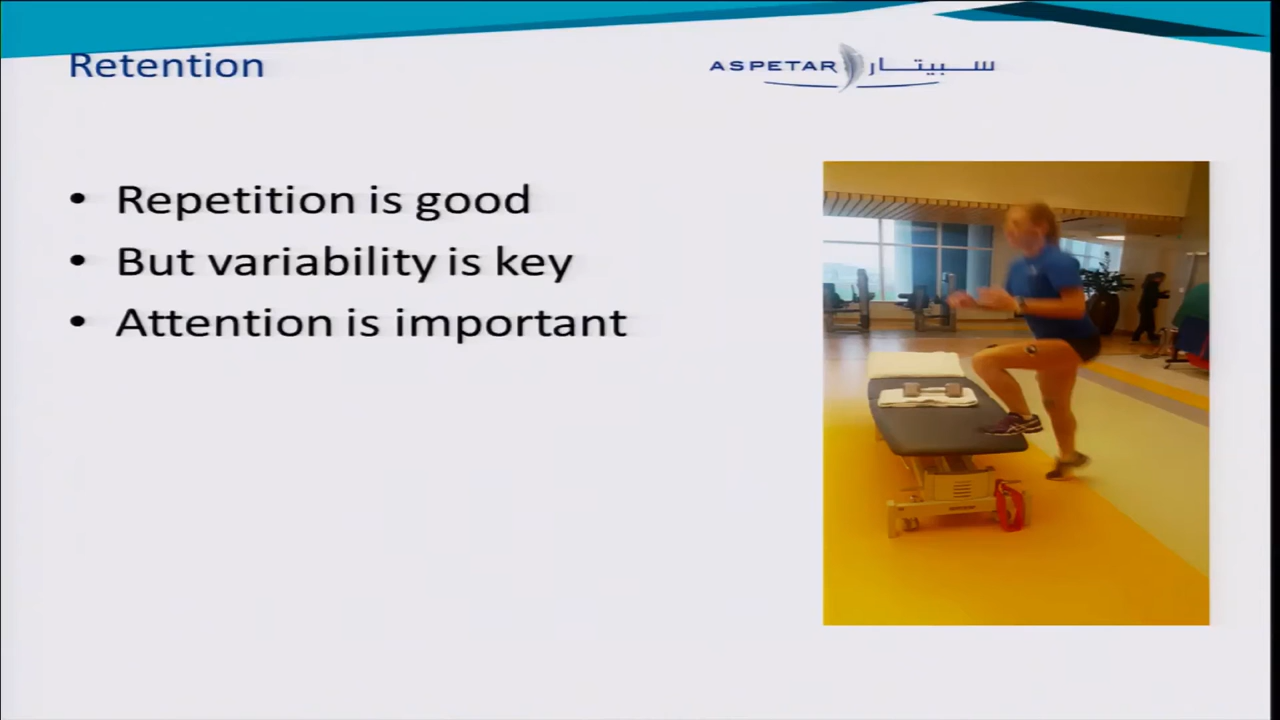 Retention
ASPETAR سبيتار
Repetition is good
But variability is key
Attention is important